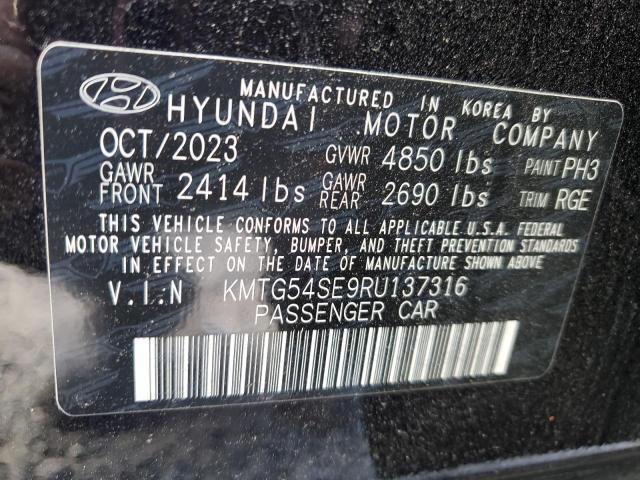 MANUFACTURED IN KOREA BY
HYUNDAI MOTOR COMPANY
OCT/2023 GVWR 4850 lbs PAINT PH3
GAWR FRONT 2414 lbs GAWR REAR 2690 lbs TRIM RGE
THIS VEHICLE CONFORMS TO ALL APPLICABLE U.S.A. FEDERAL
MOTOR VEHICLE SAFETY, BUMPER, AND THEFT PREVENTION STANDARDS
IN EFFECT ON THE DATE OF MANUFACTURE SHOWN ABOVE.
V.I.N KMTG54SE9RU137316
PASSENGER CAR